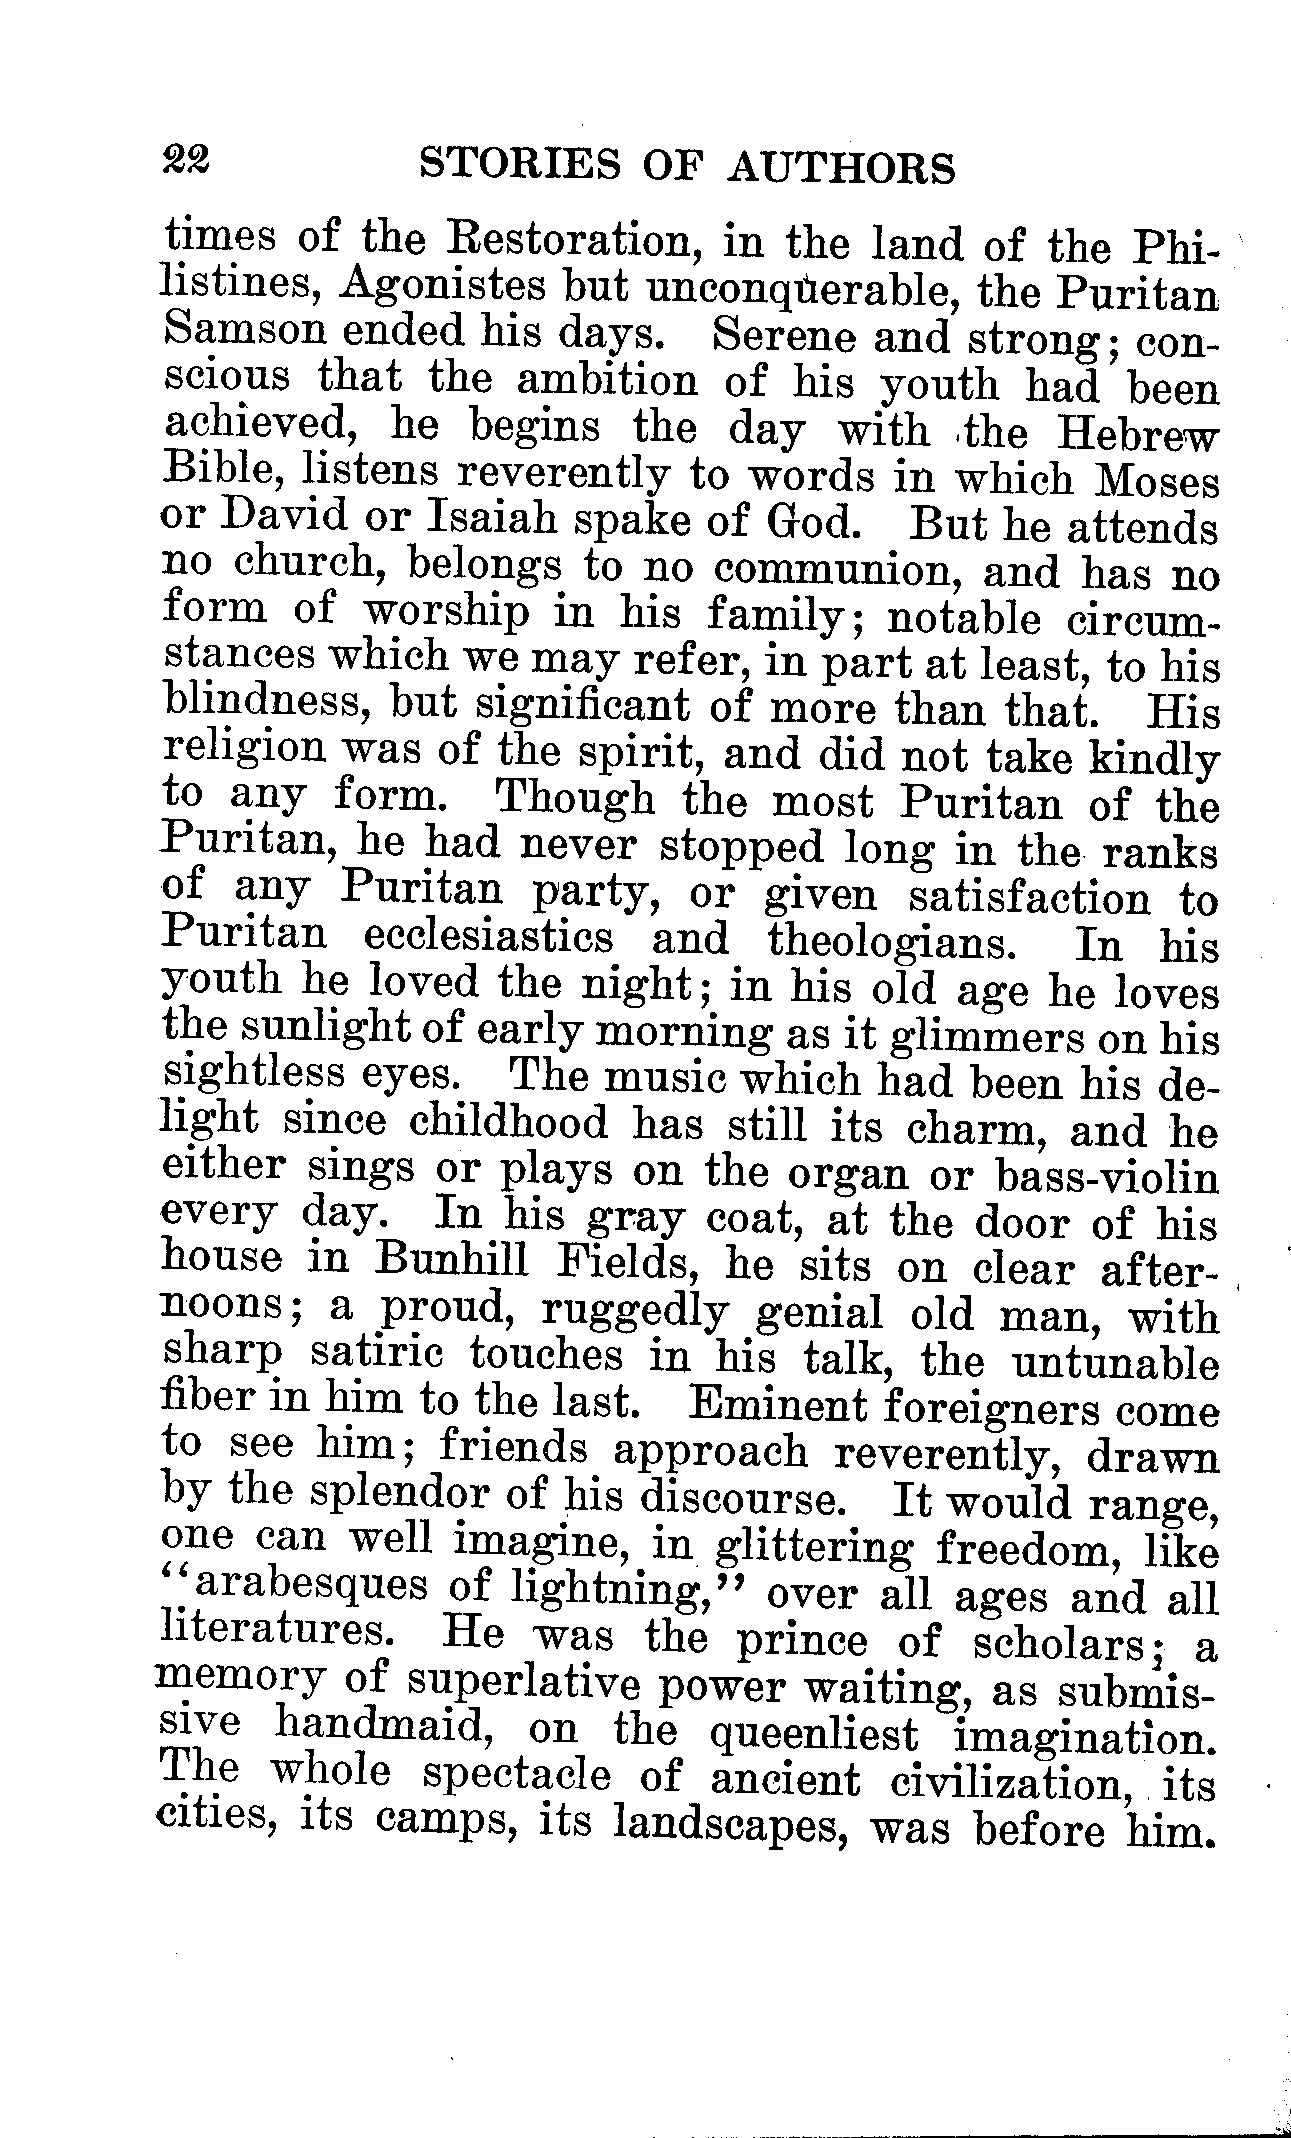 22 STORIES OF AUTHORS
times of the Restoration, in the land of the Phi-
listines, Agonistes but unconquerable, the Puritan
Samson ended his days. Serene and strong; con-
scious that the ambition of his youth had been
achieved, he begins the day with the Hebrew
Bible, listens reverently to words in which Moses
or David or Isaiah spake of God. But he attends
no church, belongs to no communion, and has no
form of worship in his family; notable circum-
stances which we may refer, in part at least, to his
blindness, but significant of more than that. His
religion was of the spirit, and did not take kindly
to any form. Though the most Puritan of the
Puritan, he had never stopped long in the ranks
of any Puritan party, or given satisfaction to
Puritan ecclesiastics and theologians. In his
youth he loved the night; in his old age he loves
the sunlight of early morning as it glimmers on his
sightless eyes. The music which had been his de-
light since childhood has still its charm, and he
either sings or plays on the organ or bass-violin
every day. In his gray coat, at the door of his
house in Bunhill Fields, he sits on clear after-
noons; a proud, ruggedly genial old man, with
sharp satiric touches in his talk, the untunable
fiber in him to the last. Eminent foreigners come
to see him; friends approach reverently, drawn
by the splendor of his discourse. It would range,
one can well imagine, in glittering freedom, like
"arabesques of lightning," over all ages and all
literatures. He was the prince of scholars; a
memory of superlative power waiting, as submis-
sive handmaid, on the queenliest imagination.
The whole spectacle of ancient civilization, its
cities, its camps, its landscapes, was before him.